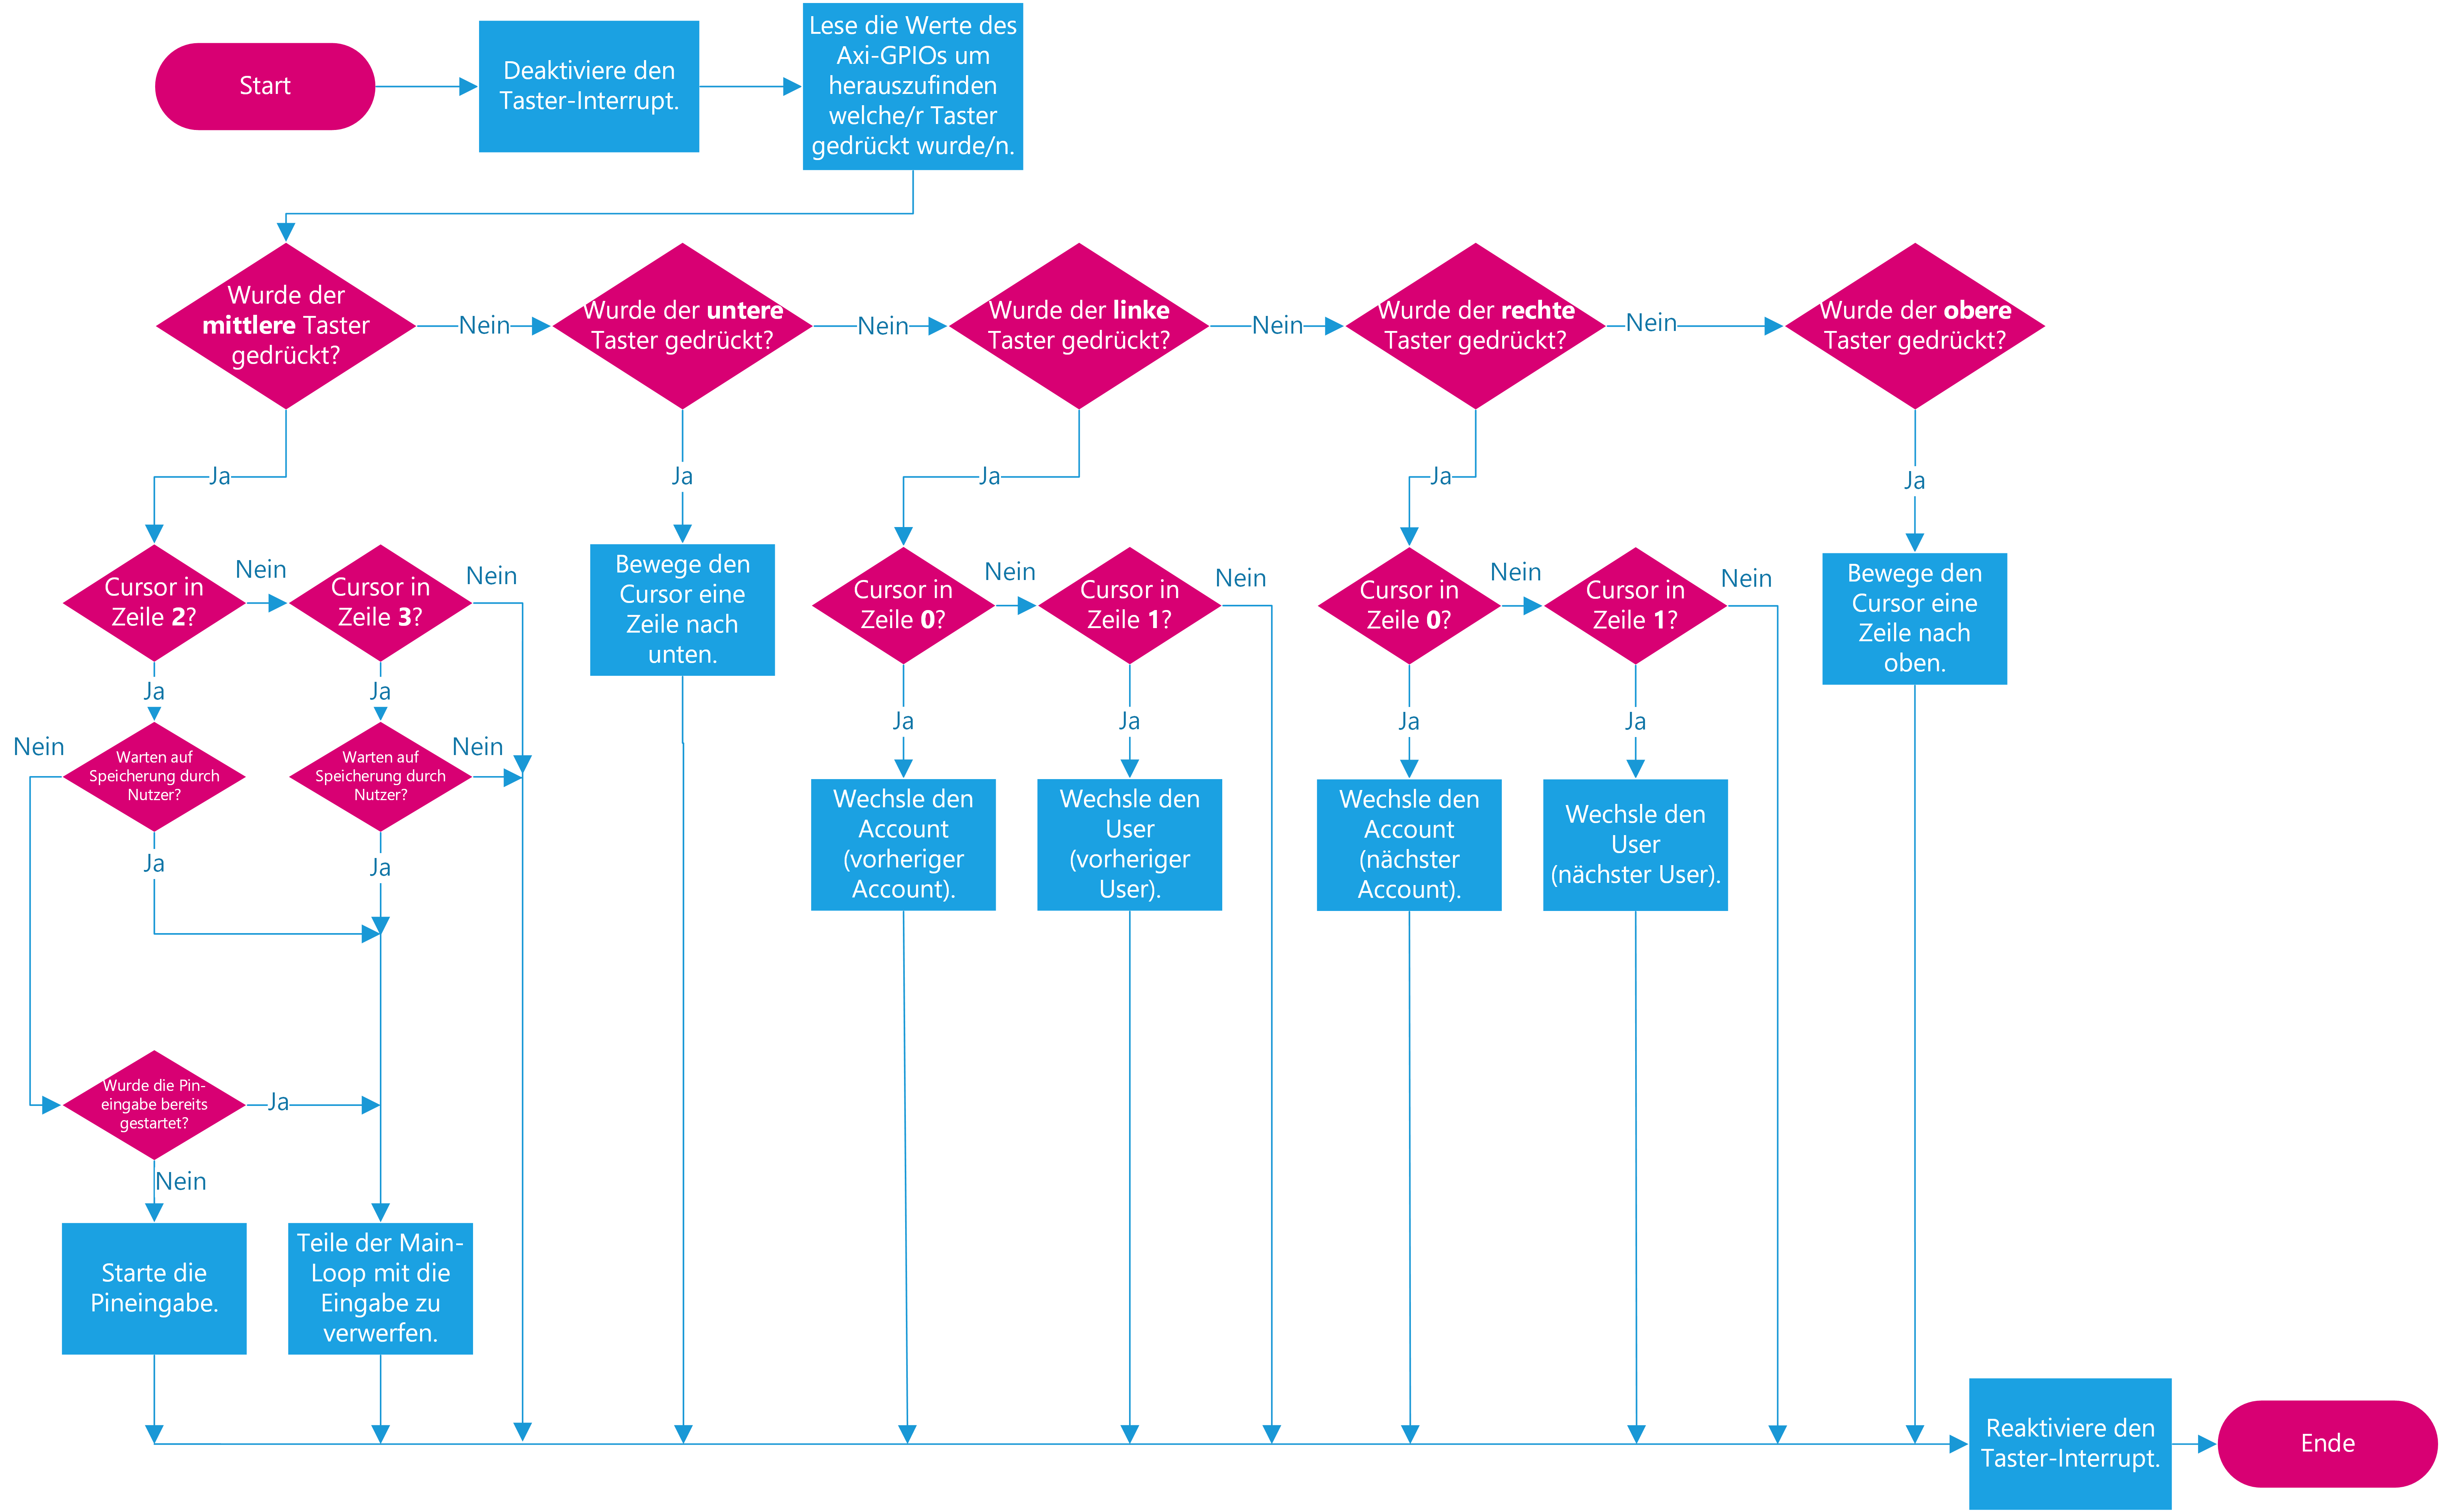 Start
Deaktiviere den
Taster-Interrupt.
Lese die Werte des
Axi-GPIOs um
herauszufinden
welche/r Taster
gedrückt wurde/n.
Wurde der
mittlere Taster
gedrückt?
Nein
Wurde der untere
Taster gedrückt?
Nein
Wurde der linke
Taster gedrückt?
Nein
Wurde der rechte
Taster gedrückt?
Nein
Wurde der obere
Taster gedrückt?
Ja
Ja
Ja
Ja
Ja
Cursor in
Zeile 2?
Nein
Cursor in
Zeile 3?
Nein
Bewege den
Cursor eine
Zeile nach
unten.
Cursor in
Zeile 0?
Nein
Cursor in
Zeile 1?
Nein
Cursor in
Zeile 0?
Nein
Cursor in
Zeile 1?
Nein
Bewege den
Cursor eine
Zeile nach
oben.
Ja
Ja
Ja
Ja
Ja
Ja
Nein
Warten auf
Speicherung durch
Nutzer?
Warten auf
Speicherung durch
Nutzer?
Nein
Wechsle den
Account
(vorheriger
Account).
Wechsle den
User
(vorheriger
User).
Wechsle den
Account
(nächster
Account).
Wechsle den
User
(nächster User).
Ja
Ja
Wurde die Pin-
eingabe bereits
gestartet?
Ja
Nein
Starte die
Pineingabe.
Teile der Main-
Loop mit die
Eingabe zu
verwerfen.
Reaktiviere den
Taster-Interrupt.
Ende